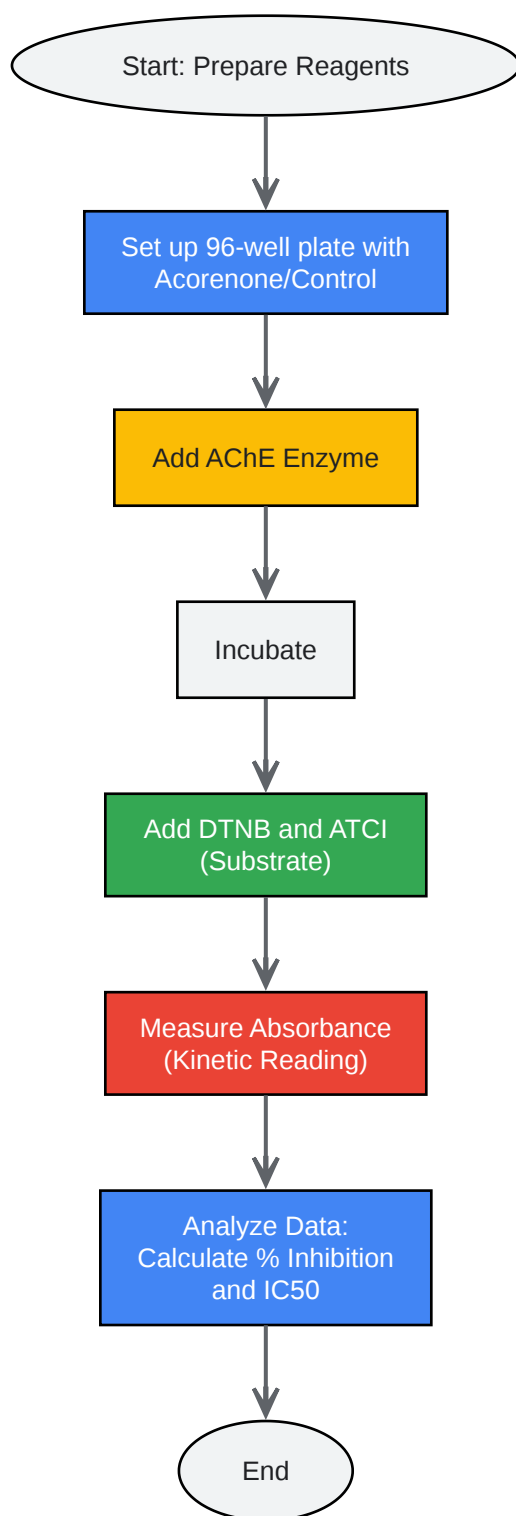 Start: Prepare Reagents
Set up 96-well plate with
Acorenone/Control
Add AChE Enzyme
Incubate
Add DTNB and ATCI
(Substrate)
Measure Absorbance
(Kinetic Reading)
Analyze Data:
Calculate % Inhibition
and IC50
End